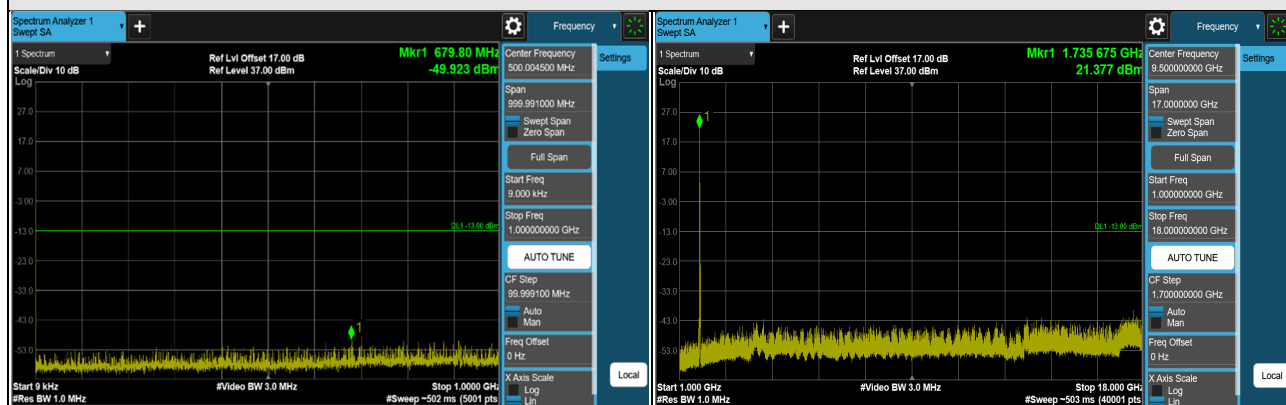 Spectrum Analyzer 1
Swept SA
+
Frequency
1 Spectrum
Ref Lvl Offset 17.00 dB
Mkr1 679.80 MHz
Scale/Div 10 dB
Ref Level 37.00 dBm
-49.923 dBm
Log
27.0
17.0
7.00
-3.00
-13.0
-23.0
-33.0
-43.0
-53.0
1
DL1 -13.00 dBm
Start 9 kHz
#Video BW 3.0 MHz
Stop 1.0000 GHz
#Res BW 1.0 MHz
#Sweep ~502 ms (5001 pts
Center Frequency
500.004500 MHz
Span
999.991000 MHz
Swept Span
Zero Span
Full Span
Start Freq
9.000 kHz
Stop Freq
1.000000000 GHz
AUTO TUNE
CF Step
99.999100 MHz
Auto
Man
Freq Offset
0 Hz
X Axis Scale
Log
Lin
Settings
Local
Spectrum Analyzer 1
Swept SA
+
Frequency
1 Spectrum
Ref Lvl Offset 17.00 dB
Mkr1 1.735 675 GHz
Scale/Div 10 dB
Ref Level 37.00 dBm
21.377 dBm
Log
27.0
17.0
7.00
-3.00
-13.0
-23.0
-33.0
-43.0
-53.0
1
DL1 -13.00 dBm
Start 1.000 GHz
#Video BW 3.0 MHz
Stop 18.000 GHz
#Res BW 1.0 MHz
#Sweep ~503 ms (40001 pts
Center Frequency
9.500000000 GHz
Span
17.0000000 GHz
Swept Span
Zero Span
Full Span
Start Freq
1.000000000 GHz
Stop Freq
18.000000000 GHz
AUTO TUNE
CF Step
1.700000000 GHz
Auto
Man
Freq Offset
0 Hz
X Axis Scale
Log
Lin
Settings
Local